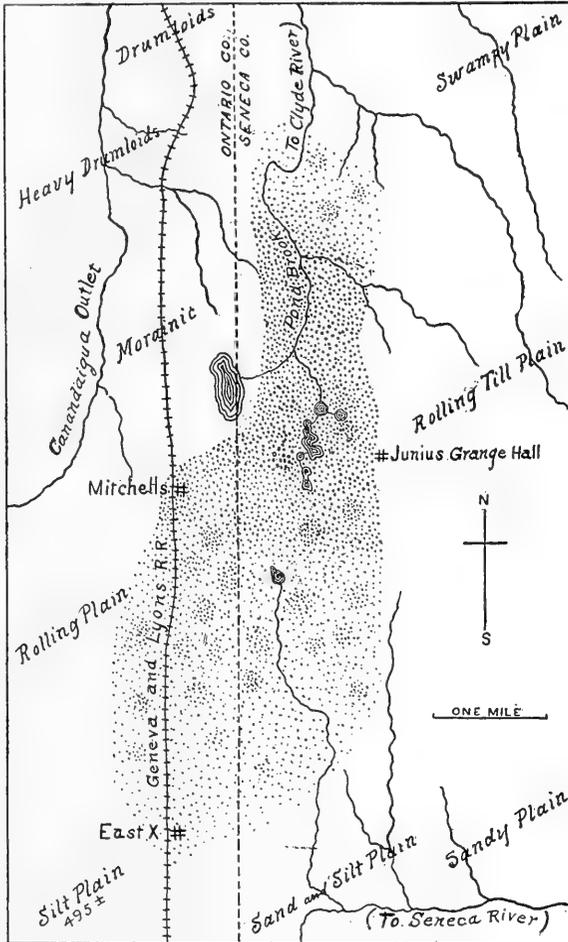 Drumloids
ONTARIO CO.
SENECA CO.
To Clyde River
Swampy Plain
Heavy Drumloids
Pond Brook
Canandaigua Outlet
Morainic
Rolling Till Plain
Junius Grange Hall
Mitchells
N
S
Rolling Plain
Geneva and Lyons R.R.
ONE MILE
East X
Silt Plain
495±
Sand and Silt Plain
Sandy Plain
(To Seneca River)